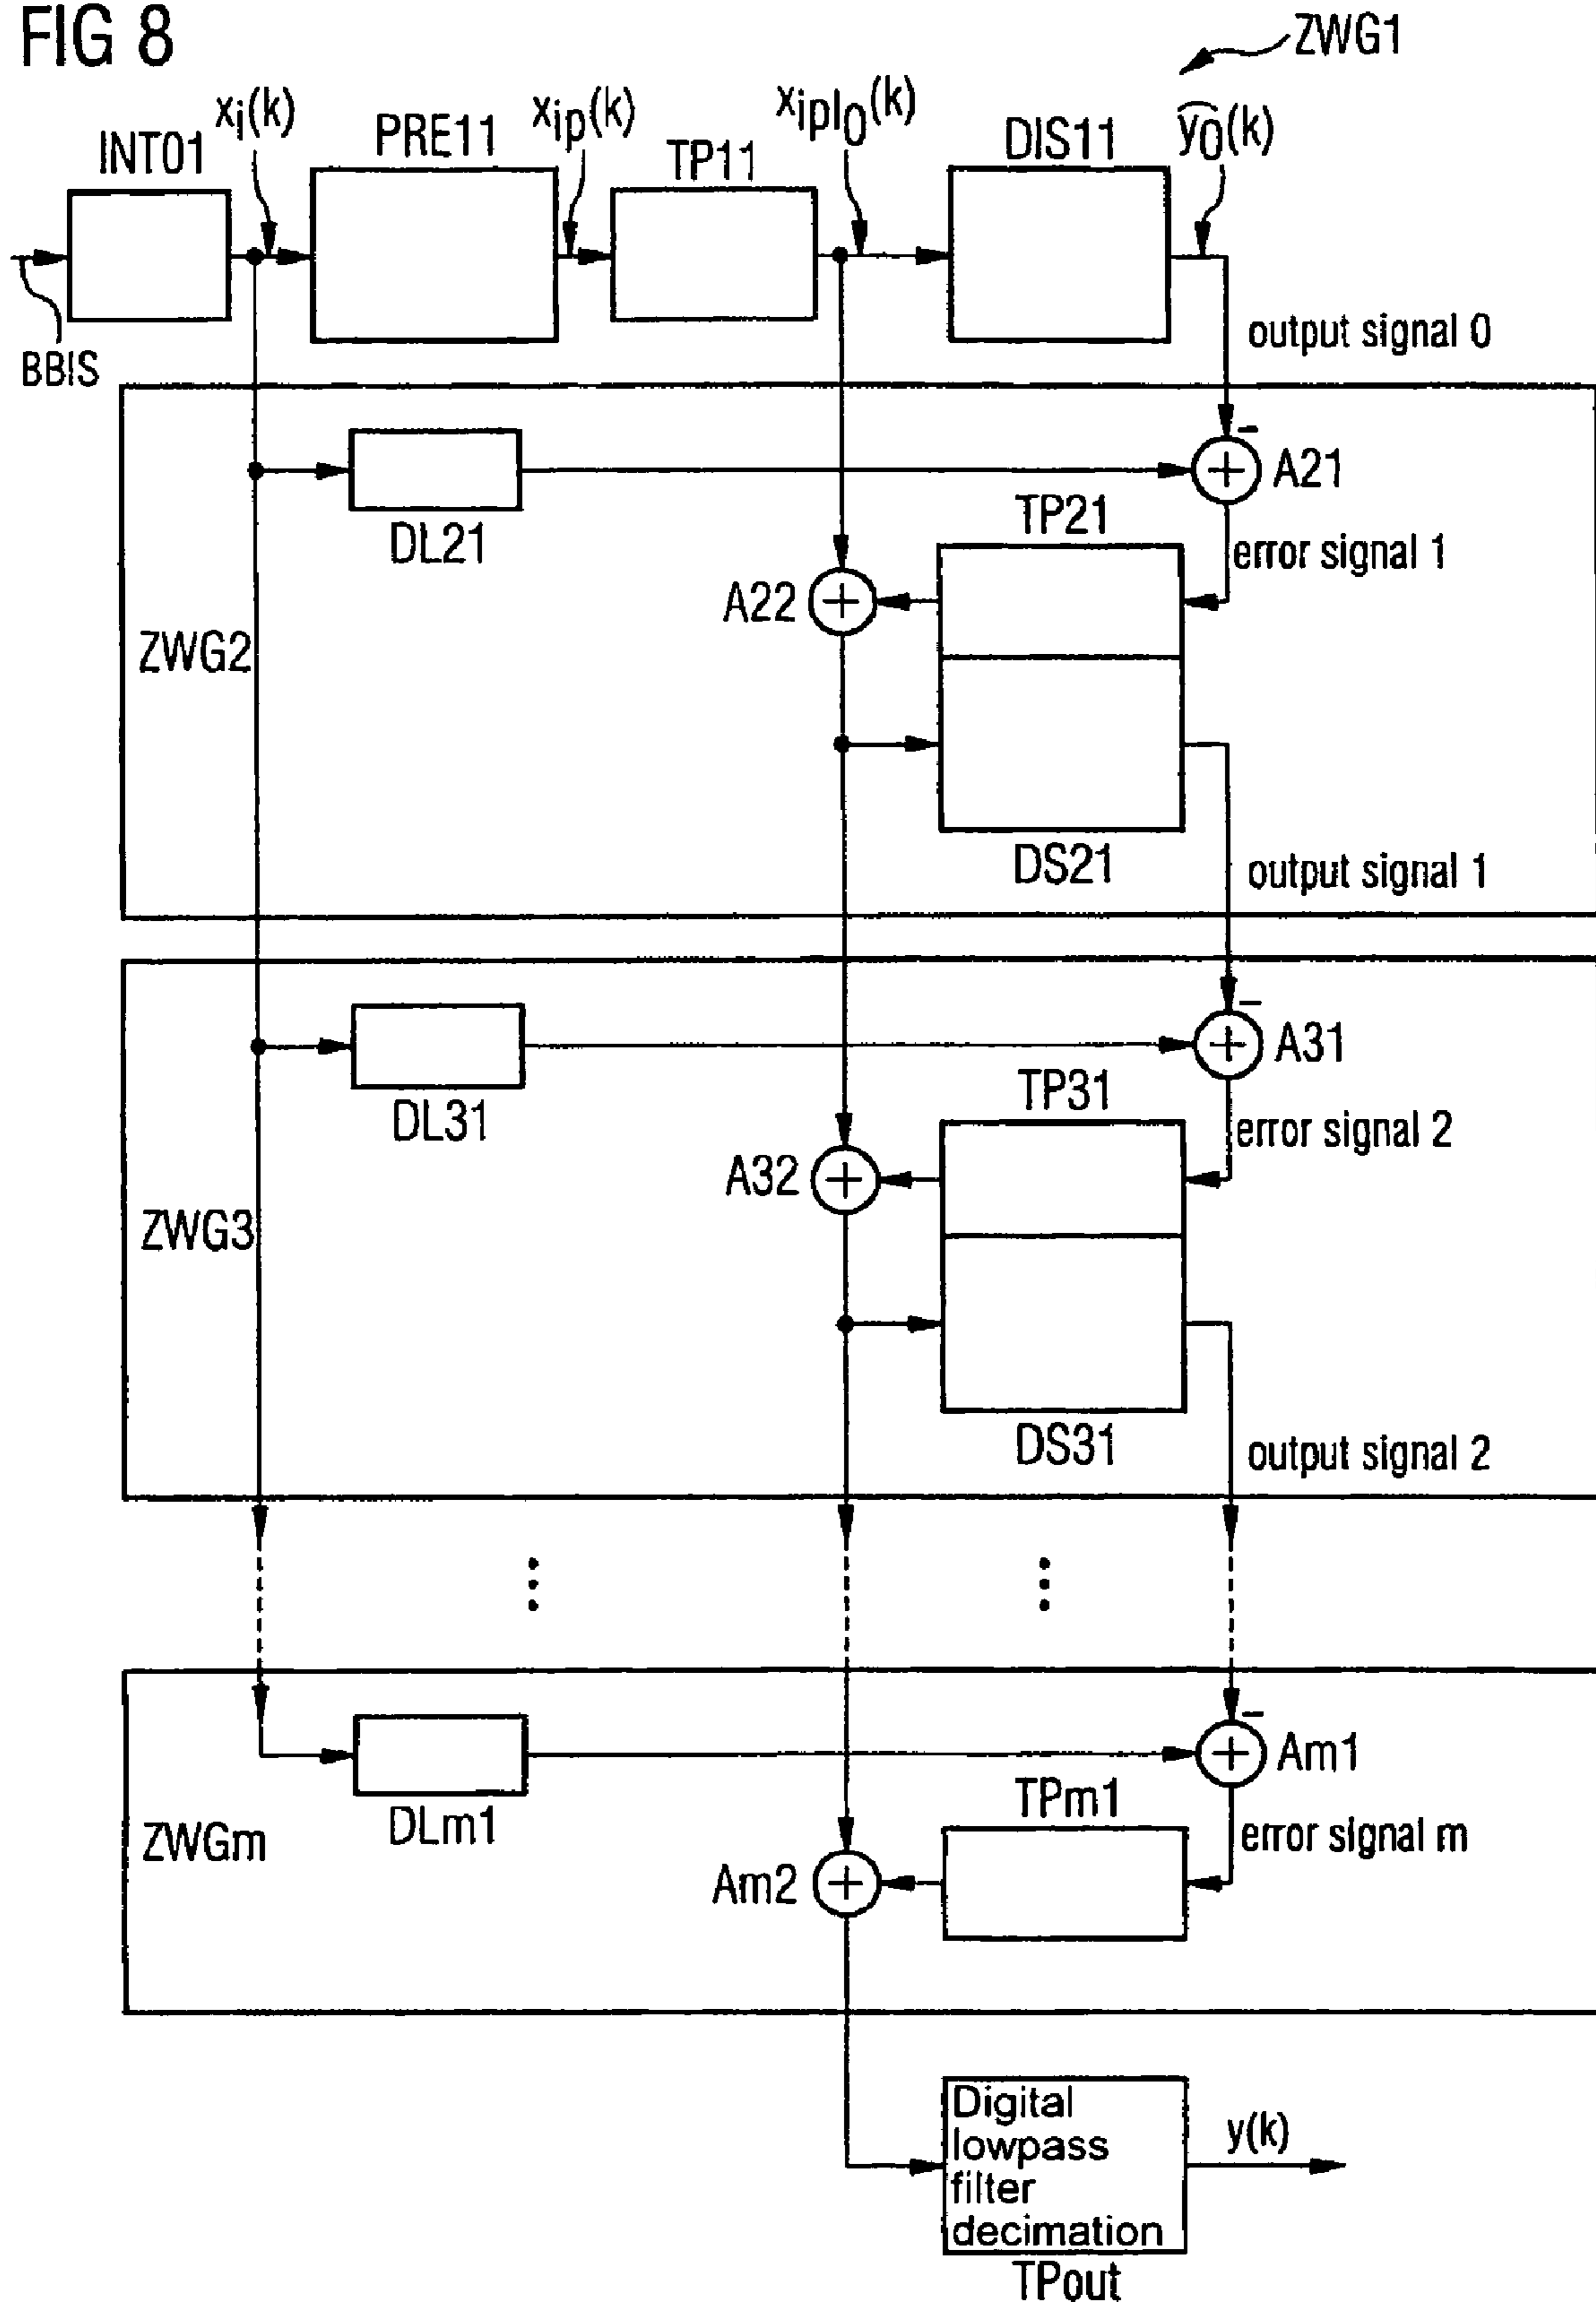 FIG 8
ZWG1
INT01
xi(k)
PRE11
xip(k)
TP11
xipl0(k)
DIS11
y0(k)
BBIS
output signal 0
-
+
A21
DL21
TP21
error signal 1
A22
+
ZWG2
DS21
output signal 1
-
+
A31
DL31
TP31
error signal 2
A32
+
ZWG3
DS31
output signal 2
-
+
Am1
DLm1
TPm1
error signal m
ZWGm
Am2
+
Digital
lowpass
filter
decimation
y(k)
TPout